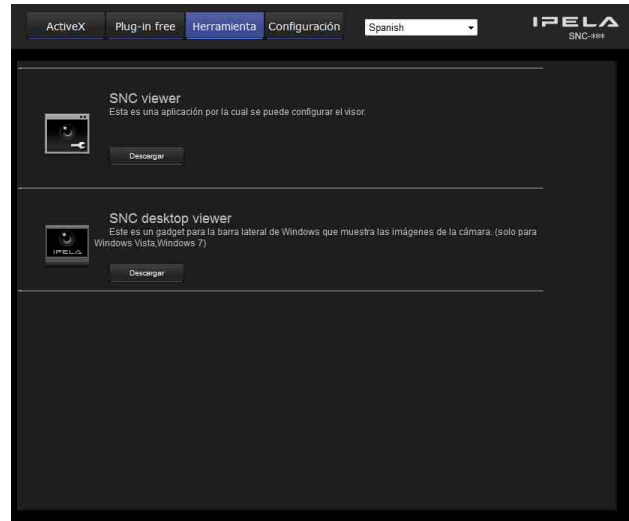 ActiveX Plug-in free Herramienta Configuración Spanish IPELA
SNC-***
SNC viewer
Esta es una aplicación por la cual se puede configurar el visor.
Descargar
SNC desktop viewer
Este es un gadget para la barra lateral de Windows que muestra las imágenes de la cámara. (solo para
Windows Vista,Windows 7)
IPELA
Descargar